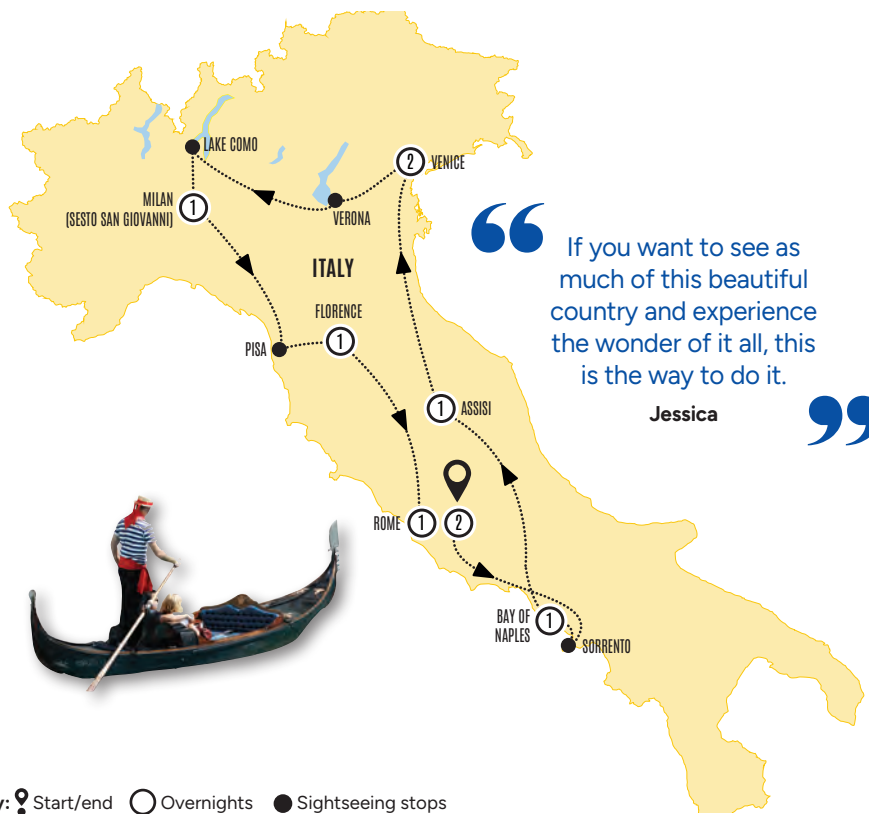 LAKE COMO
2 VENICE
MILAN
(SESTO SAN GIOVANNI)
1
VERONA
ITALY
FLORENCE
PISA
1
1 ASSISI
ROME 1 2
BAY OF
NAPLES
1
SORRENTO
“
If you want to see as
much of this beautiful
country and experience
the wonder of it all, this
is the way to do it.
Jessica
”
y: Start/end Overnights Sightseeing stops